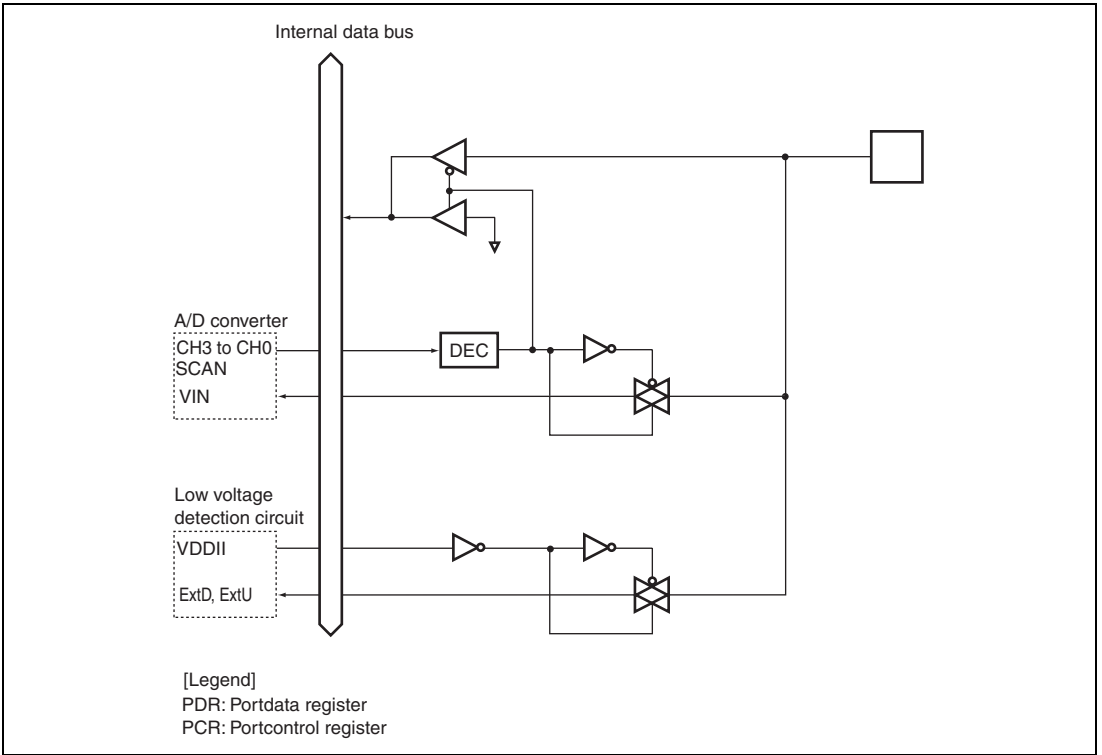 Internal data bus
A/D converter
CH3 to CH0
SCAN
VIN
DEC
Low voltage
detection circuit
VDDII
ExtD, ExtU
[Legend]
PDR: Portdata register
PCR: Portcontrol register